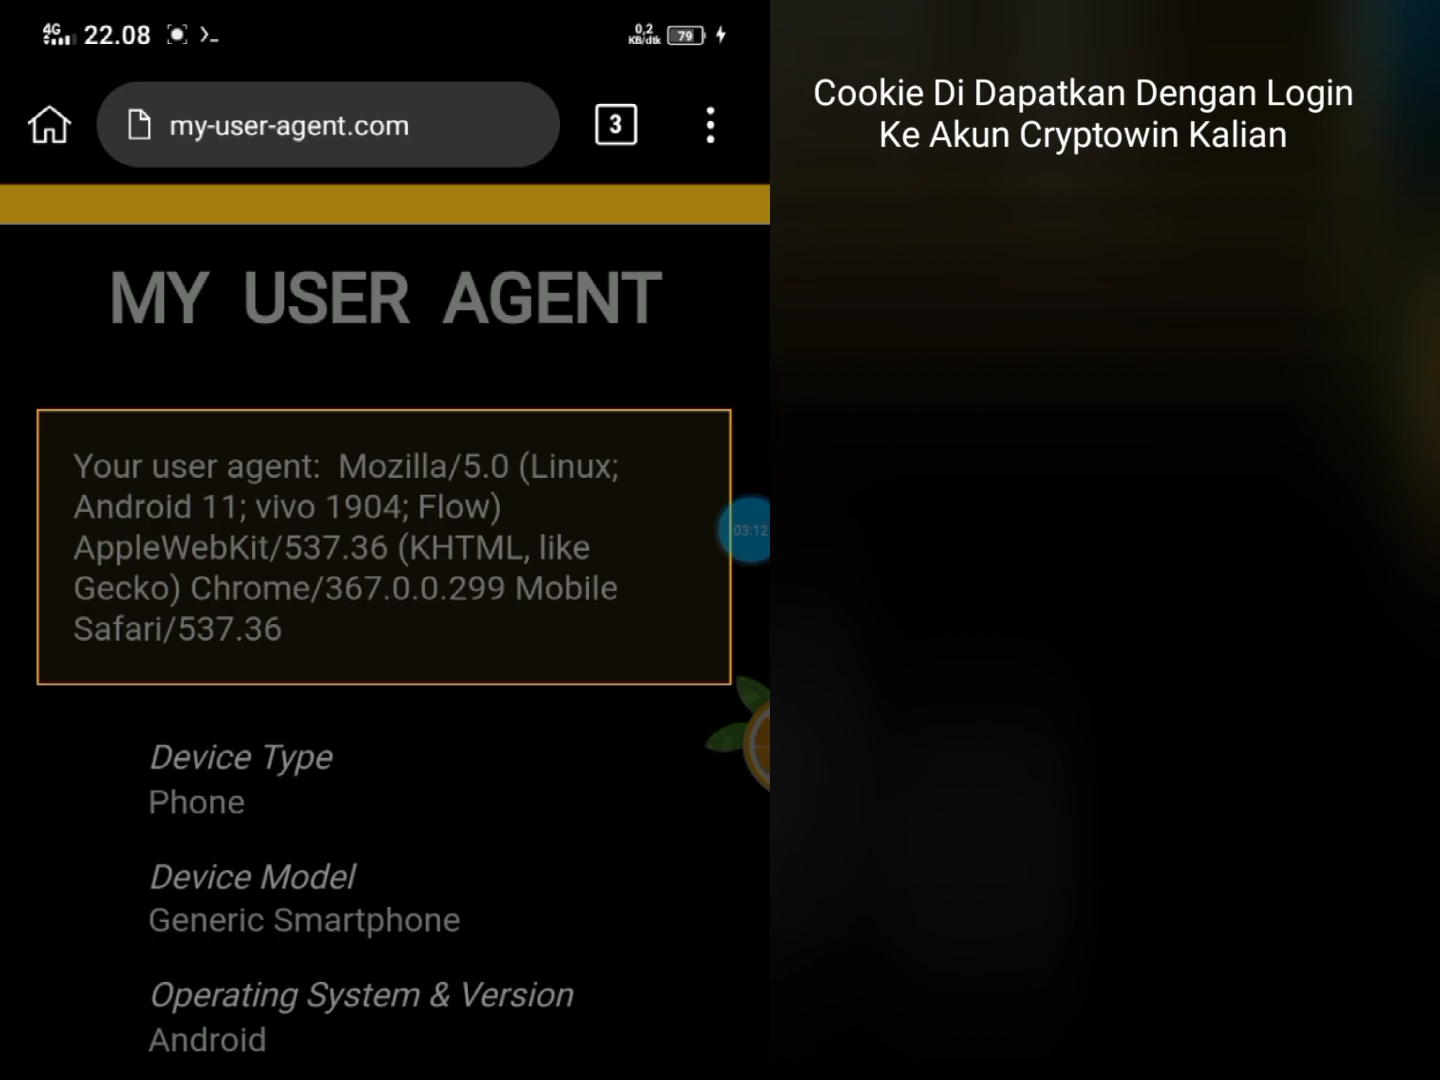 4G 22.08
0,2
KB/dtk 79
my-user-agent.com
3
MY USER AGENT
Your user agent: Mozilla/5.0 (Linux;
Android 11; vivo 1904; Flow)
AppleWebKit/537.36 (KHTML, like
Gecko) Chrome/367.0.0.299 Mobile
Safari/537.36
03:12
Device Type
Phone
Device Model
Generic Smartphone
Operating System & Version
Android
Cookie Di Dapatkan Dengan Login
Ke Akun Cryptowin Kalian